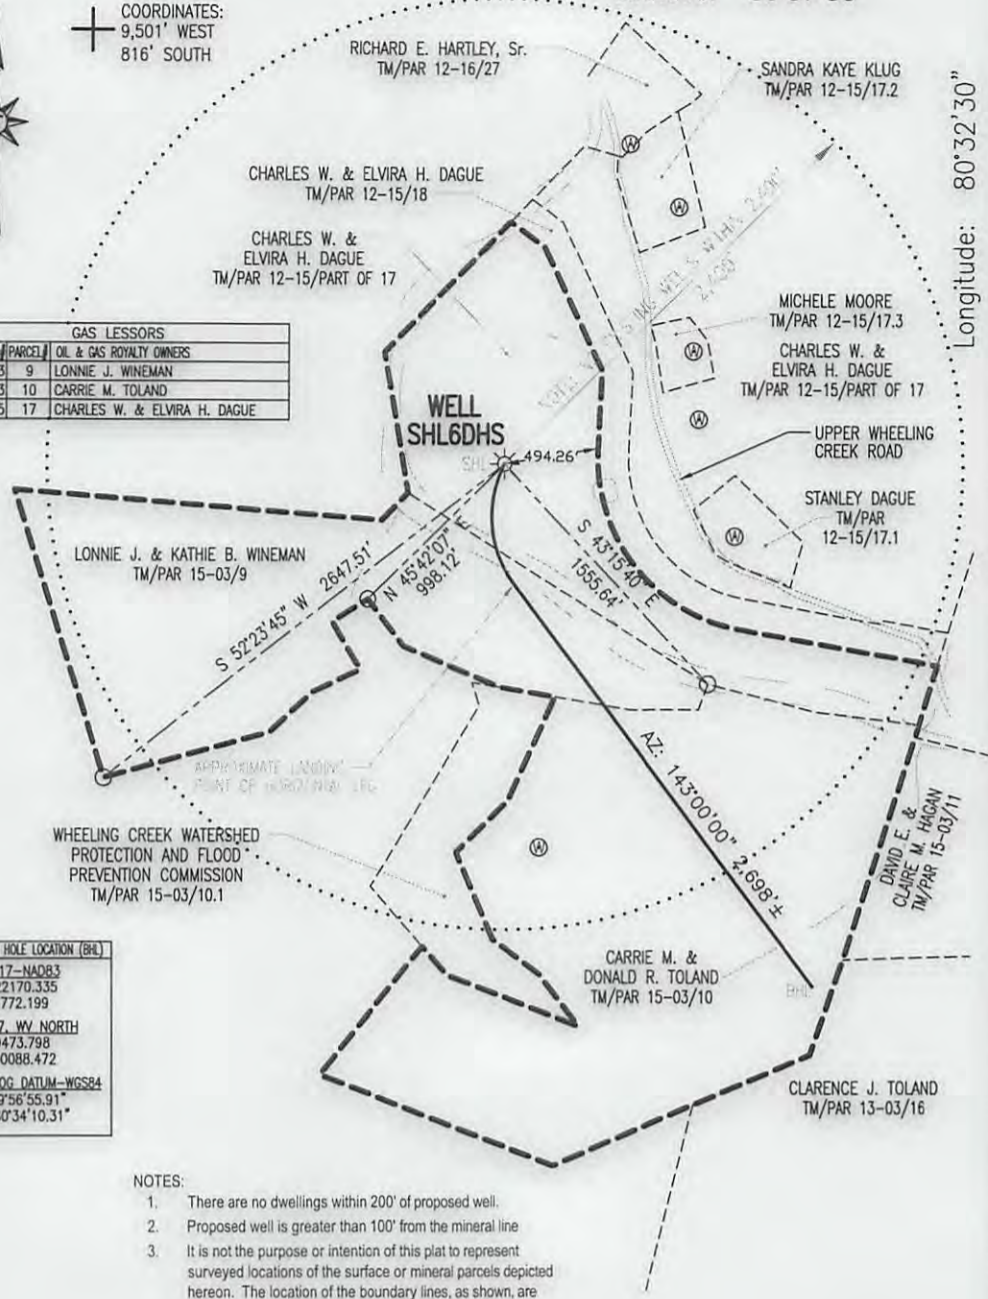 COORDINATES:
9,501' WEST
816' SOUTH
RICHARD E. HARTLEY, Sr.
TM/PAR 12-16/27
SANDRA KAYE KLUG
TM/PAR 12-15/17.2
Longitude: 80°32'30"
CHARLES W. & ELVIRA H. DAGUE
TM/PAR 12-15/18
CHARLES W. &
ELVIRA H. DAGUE
TM/PAR 12-15/PART OF 17
2,400'
MICHELE MOORE
TM/PAR 12-15/17.3
CHARLES W. &
ELVIRA H. DAGUE
TM/PAR 12-15/PART OF 17
GAS LESSORS
PARCEL# OIL & GAS ROYALTY OWNERS
9 LONNIE J. WINEMAN
10 CARRIE M. TOLAND
17 CHARLES W. & ELVIRA H. DAGUE
WELL
SHL6DHS
SHL
494.26'
UPPER WHEELING
CREEK ROAD
STANLEY DAGUE
TM/PAR
12-15/17.1
LONNIE J. & KATHIE B. WINEMAN
TM/PAR 15-03/9
S 52°23'45" W 2647.51'
N 45°42'07" E
998.12'
S 43°15'40" E
1555.64'
APPROXIMATE LANDING
POINT OF HORIZONTAL LEG
AZ: 143°00'00" 2,698'±
DAVID E. &
CLAIRE M. HAGAN
TM/PAR 15-03/11
WHEELING CREEK WATERSHED
PROTECTION AND FLOOD
PREVENTION COMMISSION
TM/PAR 15-03/10.1
W
W
W
W
W
W
CARRIE M. &
DONALD R. TOLAND
TM/PAR 15-03/10
BHL
HOLE LOCATION (BHL)
17-NAD83
22170.335
772.199
7. WV NORTH
473.798
0088.472
DATUM-WGS84
9°56'55.91"
0°34'10.31"
CLARENCE J. TOLAND
TM/PAR 13-03/16
NOTES:
1. There are no dwellings within 200' of proposed well.
2. Proposed well is greater than 100' from the mineral line
3. It is not the purpose or intention of this plat to represent
surveyed locations of the surface or mineral parcels depicted
hereon. The location of the boundary lines, as shown, are